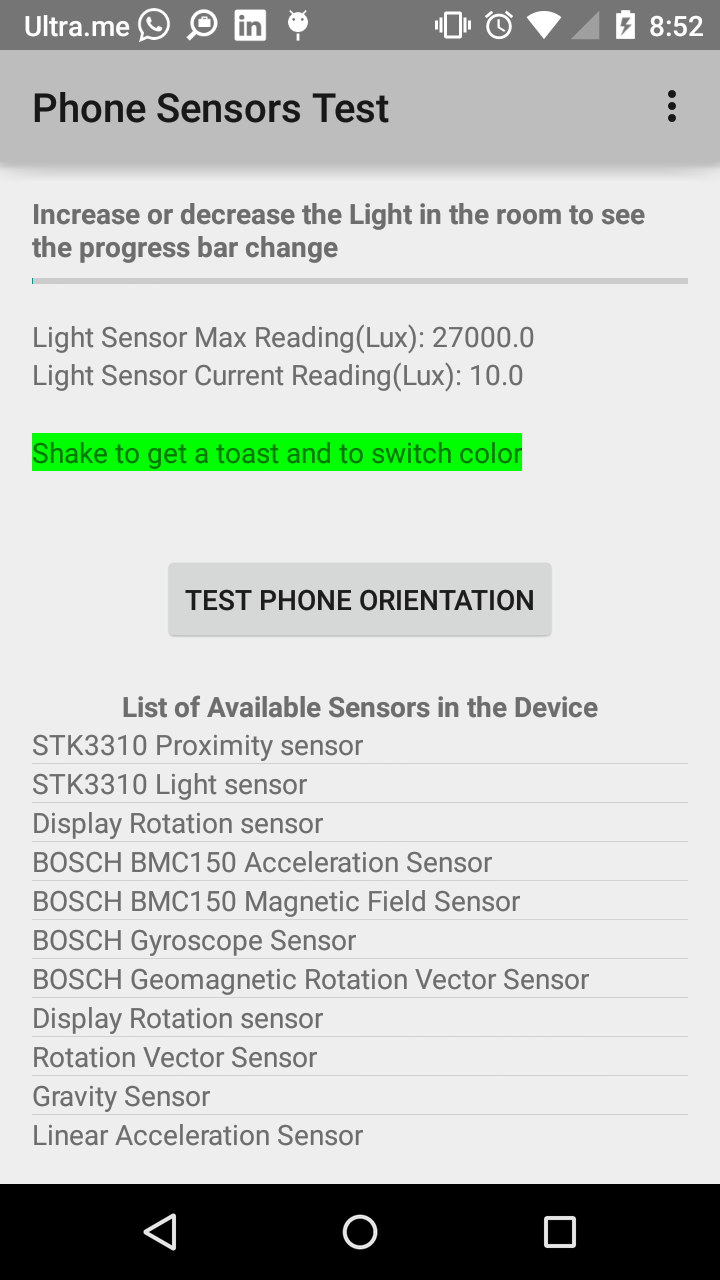 Ultra.me 8:52
Phone Sensors Test
Increase or decrease the Light in the room to see
the progress bar change
Light Sensor Max Reading(Lux): 27000.0
Light Sensor Current Reading(Lux): 10.0
Shake to get a toast and to switch color
TEST PHONE ORIENTATION
List of Available Sensors in the Device
STK3310 Proximity sensor
STK3310 Light sensor
Display Rotation sensor
BOSCH BMC150 Acceleration Sensor
BOSCH BMC150 Magnetic Field Sensor
BOSCH Gyroscope Sensor
BOSCH Geomagnetic Rotation Vector Sensor
Display Rotation sensor
Rotation Vector Sensor
Gravity Sensor
Linear Acceleration Sensor